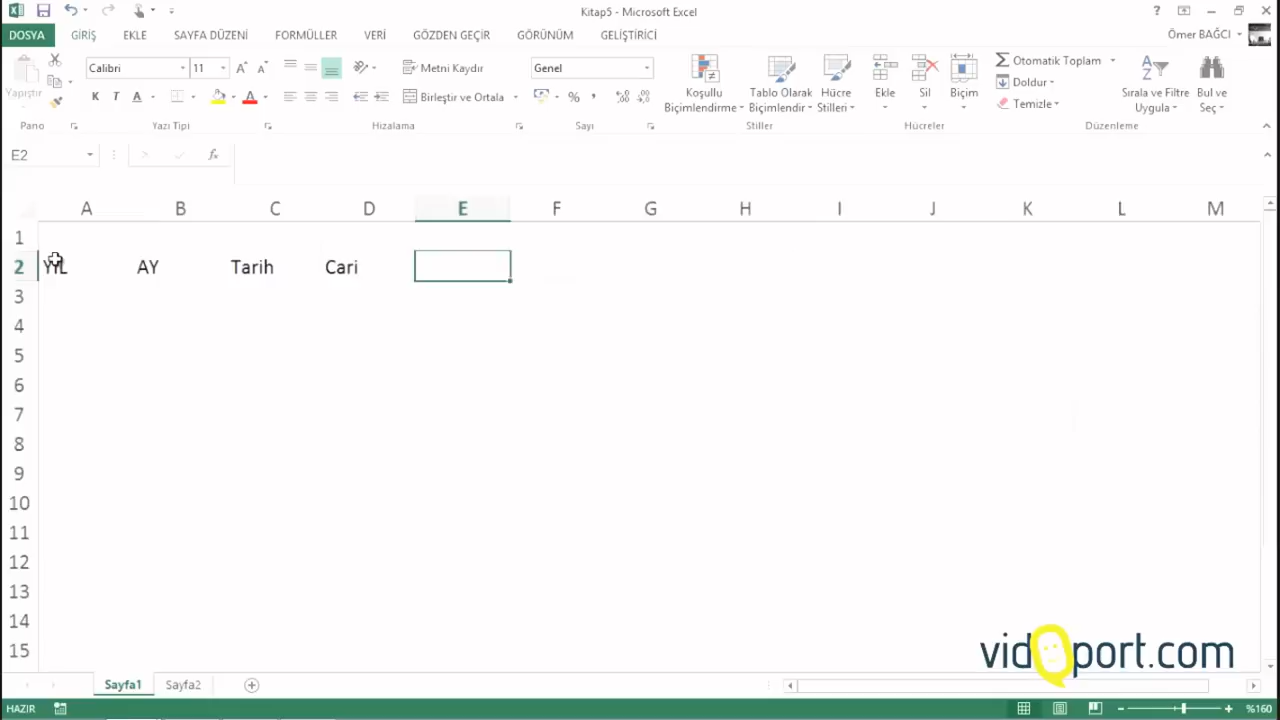 Kitap5 - Microsoft Excel
?
DOSYA GİRİŞ EKLE SAYFA DÜZENİ FORMÜLLER VERİ GÖZDEN GEÇİR GÖRÜNÜM GELİŞTİRİCİ Ömer BAĞCI
Yapıştır
Calibri 11
K T A
Metni Kaydır
Birleştir ve Ortala
Genel
%
Koşullu Biçimlendirme
Tablo Olarak Biçimlendir
Hücre Stilleri
Ekle Sil Biçim
Otomatik Toplam
Doldur
Temizle
Sırala ve Filtre Uygula
Bul ve Seç
Pano Yazı Tipi Hizalama Sayı Stiller Hücreler Düzenleme
E2 fx
A B C D E F G H I J K L M
1
2 YIL AY Tarih Cari
3
4
5
6
7
8
9
10
11
12
13
14
15
vidoport.com
Sayfa1 Sayfa2
HAZIR %160